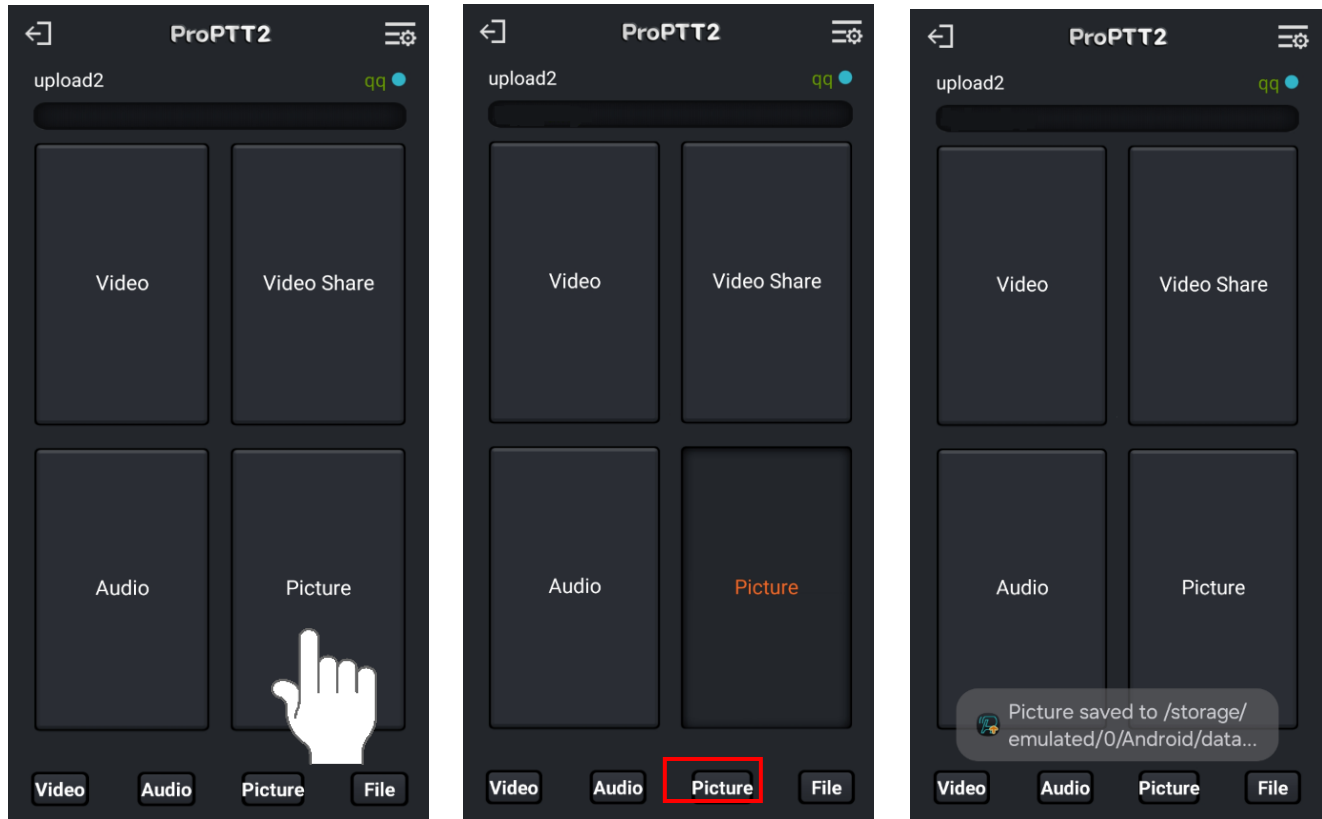 ProPTT2
upload2 qq
Video Video Share
Audio Picture
Video Audio Picture File
ProPTT2
upload2 qq
Video Video Share
Audio Picture
Video Audio Picture File
ProPTT2
upload2 qq
Video Video Share
Audio Picture
Picture saved to /storage/
emulated/0/Android/data...
Video Audio Picture File